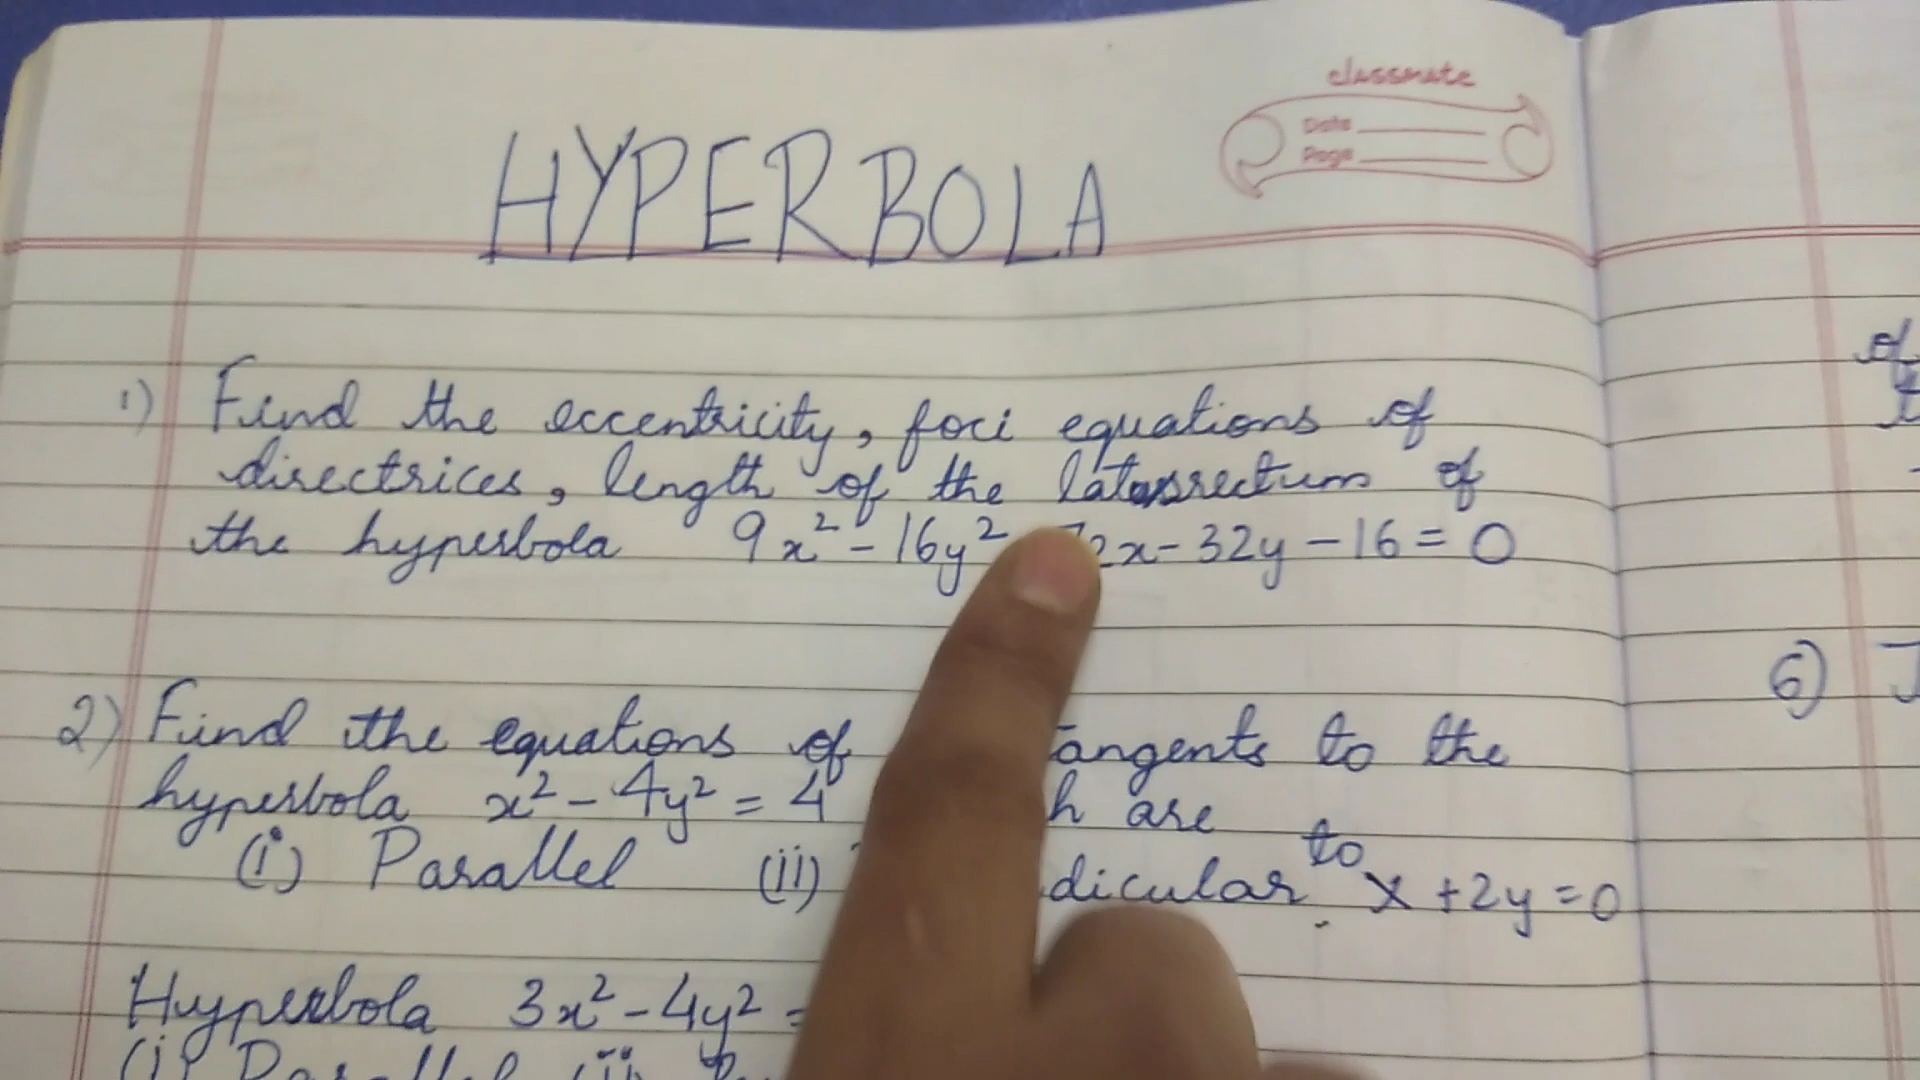 classmate
Date
Page
HYPERBOLA
1) Find the eccentricity, foci equations of
directrices, length of the latusrectum of
the hyperbola 9x² - 16y² 2x - 32y - 16 = 0
2) Find the equations of angents to the
hyperbola x² - 4y² = 4 h are
(i) Parallel (ii) dicular to x + 2y = 0
Hyperbola 3x² - 4y² =
of
6)